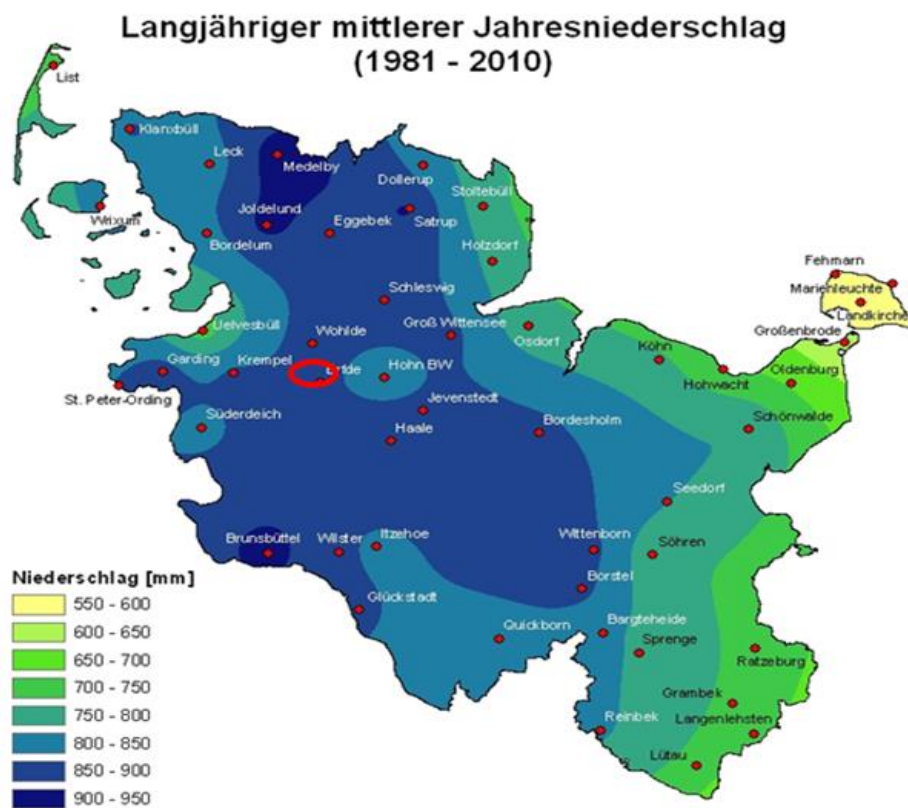 Langjähriger mittlerer Jahresniederschlag
(1981 - 2010)
List
Klanxbüll
Leck
Medelby
Dollerup
Stoltebüll
Wrixum
Joldelund
Eggebek
Satrup
Bordelum
Holzdorf
Fehmarn
Marienleuchte
Schleswig
Landkirche
Uelvesbüll
Wohlde
Groß Wittensee
Osdorf
Großenbrode
Köhn
Garding
Krempel
Erfde
Hohn BW
Hohwacht
Oldenburg
St. Peter-Ording
Süderdeich
Jevenstedt
Haale
Bordesholm
Schönwalde
Seedorf
Brunsbüttel
Wilster
Itzehoe
Wittenborn
Söhren
Borstel
Glückstadt
Quickborn
Bargteheide
Sprenge
Ratzeburg
Grambek
Reinbek
Langenlehsten
Lütau
Niederschlag [mm]
550 - 600
600 - 650
650 - 700
700 - 750
750 - 800
800 - 850
850 - 900
900 - 950